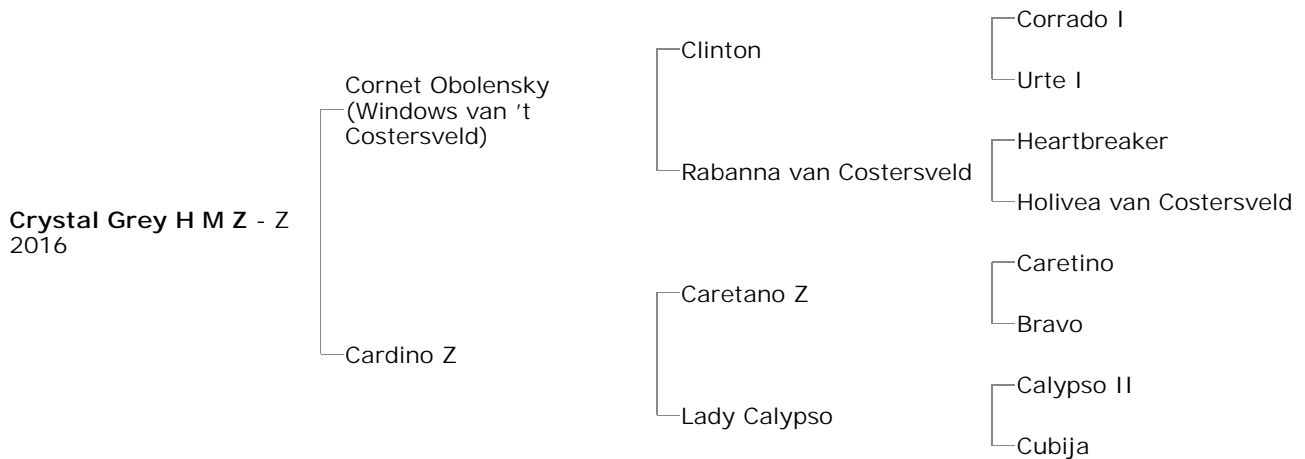 Crystal Grey H M Z - Z
2016
Cornet Obolensky
(Windows van 't
Costersveld)
Cardino Z
Clinton
Rabanna van Costersveld
Caretano Z
Lady Calypso
Corrado I
Urte I
Heartbreaker
Holivea van Costersveld
Caretino
Bravo
Calypso II
Cubija